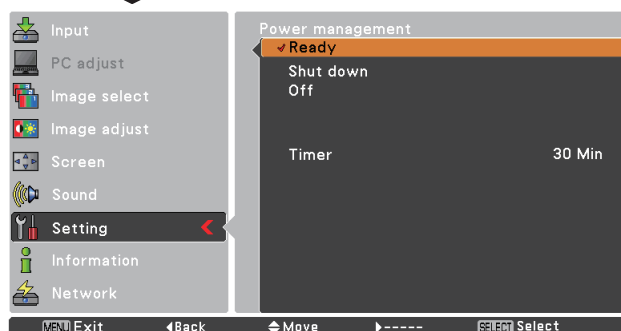 Input
PC adjust
Image select
Image adjust
Screen
Sound
Setting
Information
Network
Power management
✔Ready
Shut down
Off
Timer 30 Min
MENU Exit ◀Back ◆Move ▶----- SELECT Select